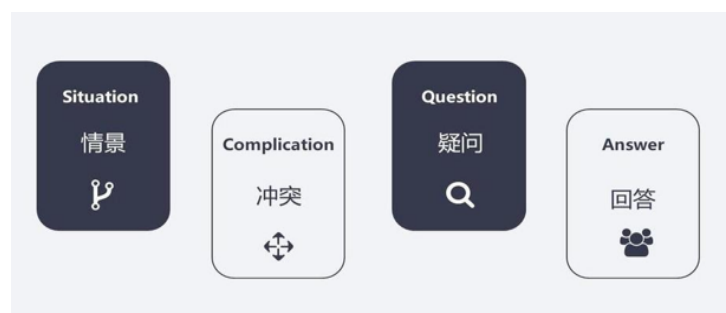 Situation
情景
Complication
冲突
Question
疑问
Answer
回答